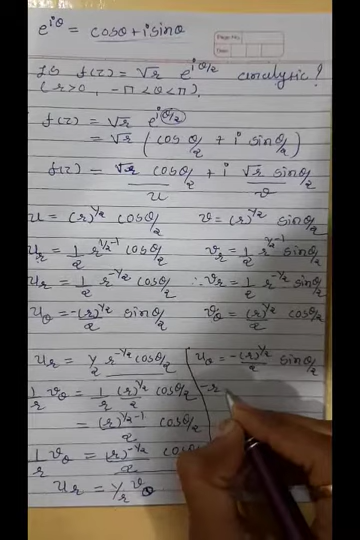 e^{iθ} = cosθ + i sinθ
Page No.
Date
Is f(z) = √r e^{iθ/2} analytic?
(r>0, -π<θ<π).
f(z) = √r e^{iθ/2}
= √r (cos θ/2 + i sin θ/2)
f(z) = √r cos θ/2 + i √r sin θ/2
u v
u = (r)^{1/2} cos θ/2 v = (r)^{1/2} sin θ/2
u_r = 1/2 r^{1/2-1} cos θ/2 v_r = 1/2 r^{1/2-1} sin θ/2
u_r = 1/2 r^{-1/2} cos θ/2 ∴ v_r = 1/2 r^{-1/2} sin θ/2
u_θ = -(r)^{1/2}/2 sin θ/2 v_θ = (r)^{1/2}/2 cos θ/2
u_r = 1/2 r^{-1/2} cos θ/2
1/r v_θ = 1/r (r)^{1/2}/2 cos θ/2
= (r)^{1/2-1}/2 cos θ/2
1/r v_θ = (r)^{-1/2}/2 cos θ/2
u_r = 1/r v_θ
u_θ = -(r)^{1/2}/2 sin θ/2
-r